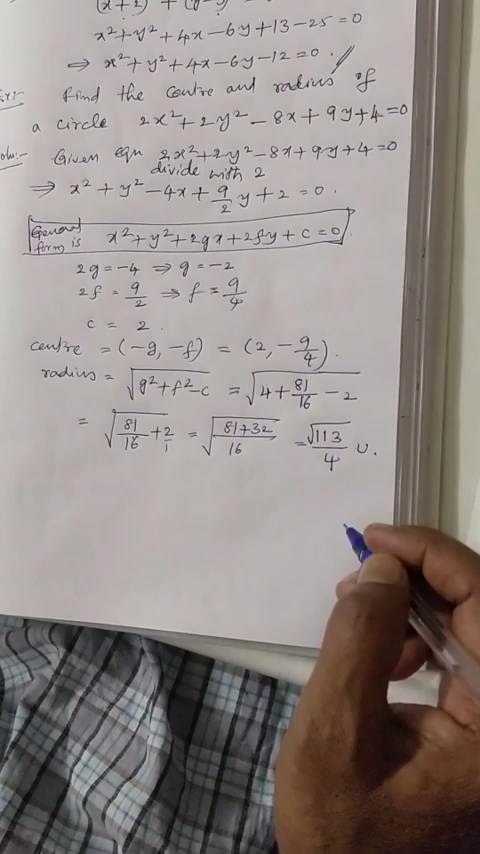 x²+y²+4x-6y+13-25=0
⇒ x²+y²+4x-6y-12=0.
Find the centre and radius of
a circle 2x²+2y²-8x+9y+4=0
Given eqn 2x²+2y²-8x+9y+4=0
divide with 2
⇒ x²+y²-4x+9/2 y+2=0.
General form is x²+y²+2gx+2fy+c=0
2g=-4 ⇒ g=-2
2f=9/2 ⇒ f=9/4
c = 2.
centre = (-g,-f) = (2,-9/4).
radius = √(g²+f²-c) = √(4+81/16-2)
= √(81/16+2/1) = √((81+32)/16) = √113/4 u.